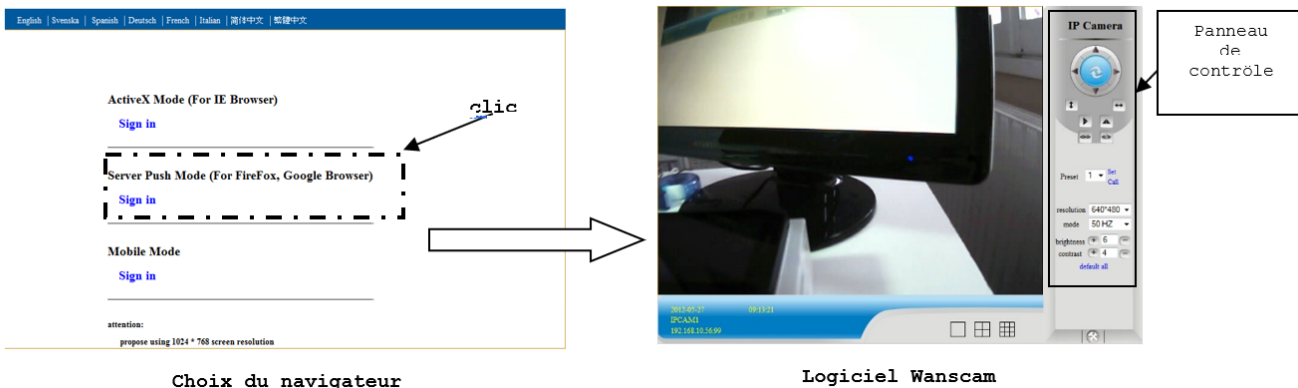 English | Svenska | Spanish | Deutsch | French | Italian | 简体中文 | 繁體中文
ActiveX Mode (For IE Browser)
Sign in
clic
Server Push Mode (For FireFox, Google Browser)
Sign in
Mobile Mode
Sign in
attention:
propose using 1024 * 768 screen resolution
Choix du navigateur
IP Camera
Preset 1 Set
Call
resolution 640*480
mode 50 HZ
brightness 6
contrast 4
default all
2012-05-27 09:13:21
IPCAM1
192.168.10.56:99
Logiciel Wanscam
Panneau
de
contröle